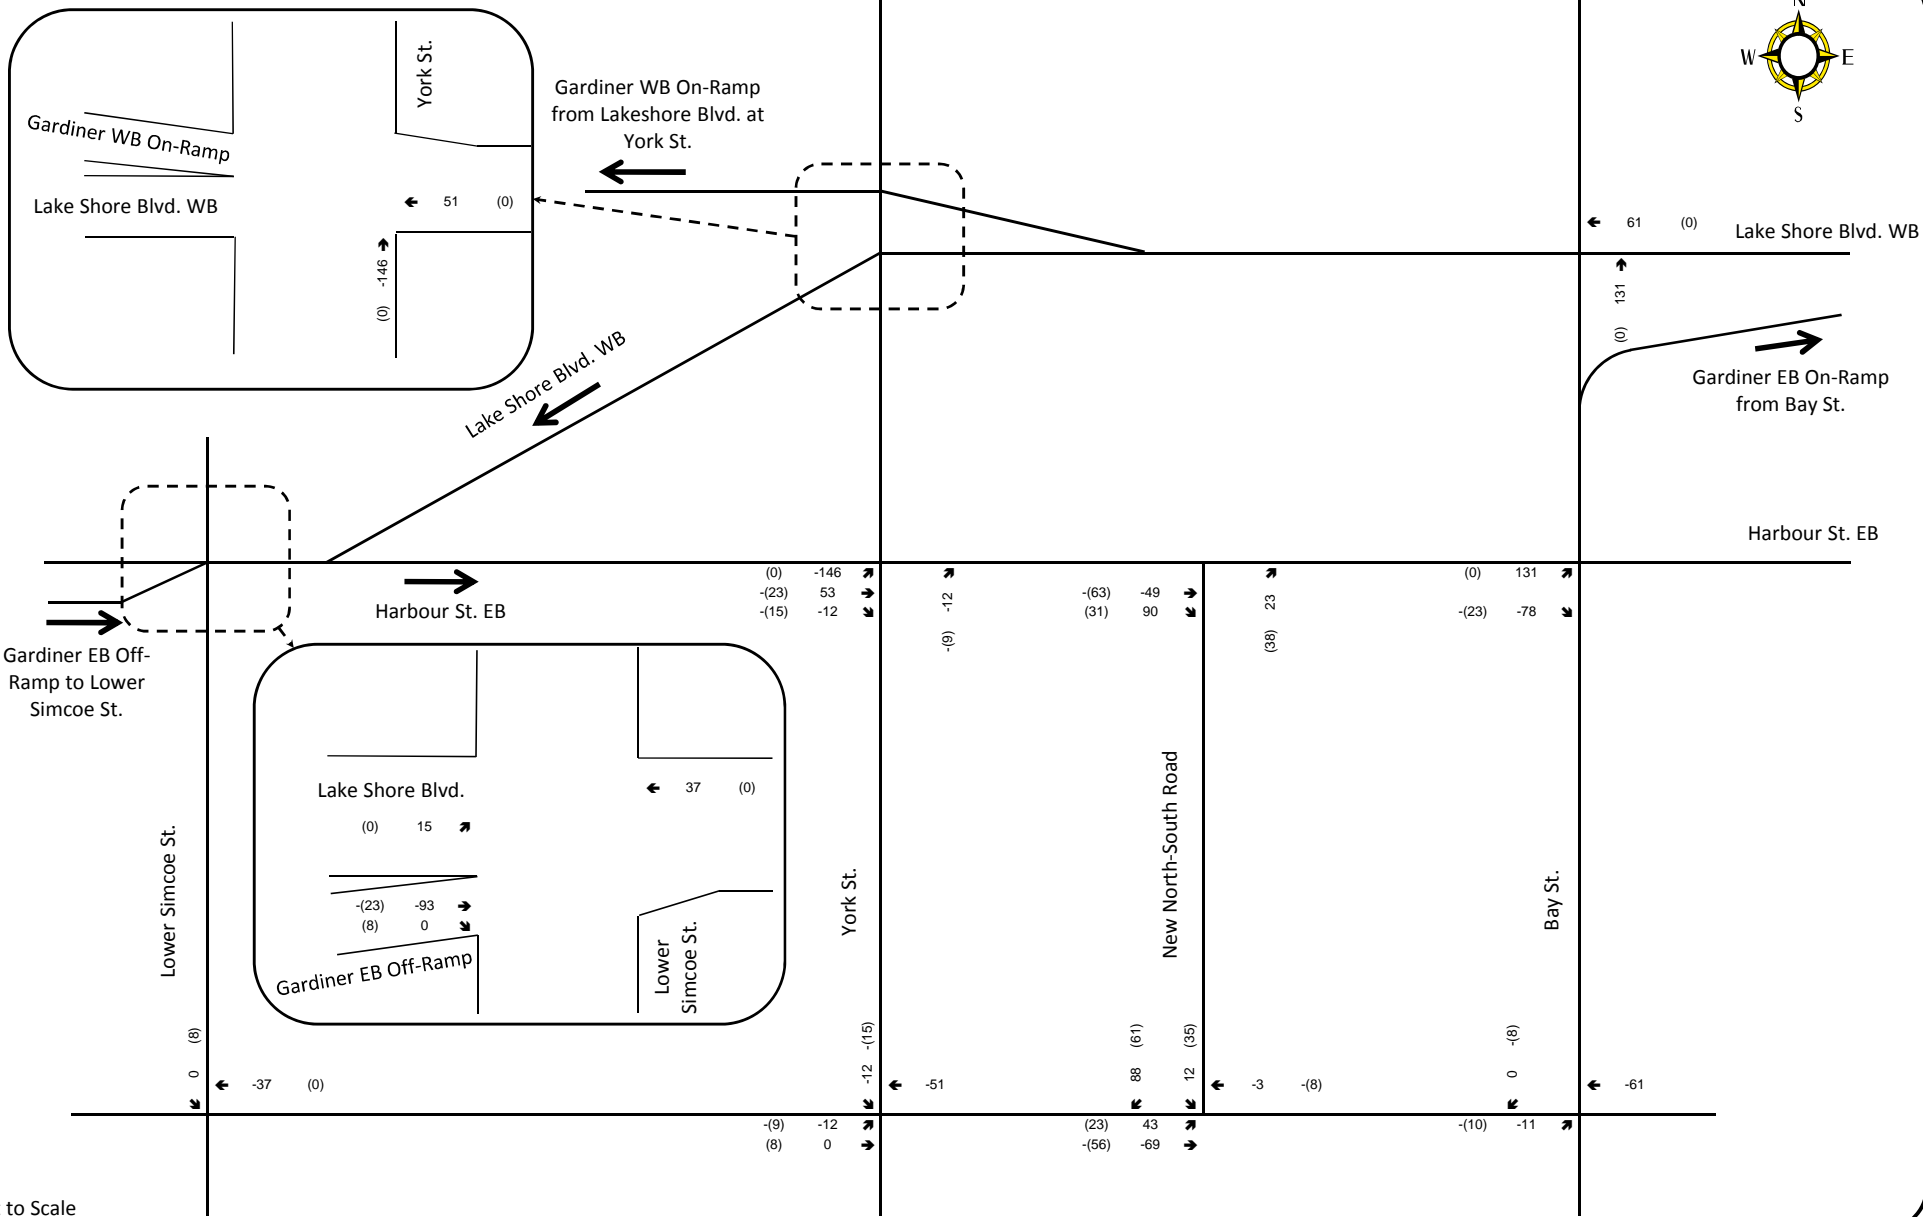 N
W
E
S
York St.
Gardiner WB On-Ramp
Lake Shore Blvd. WB
51 (0)
(0) -146
Gardiner WB On-Ramp
from Lakeshore Blvd. at
York St.
61 (0)
Lake Shore Blvd. WB
(0) 131
Gardiner EB On-Ramp
from Bay St.
Lake Shore Blvd. WB
Harbour St. EB
Harbour St. EB
(0) -146
-(23) 53
-(15) -12
-(9) -12
-(63) -49
(31) 90
(38) 23
(0) 131
-(23) -78
Gardiner EB Off-
Ramp to Lower
Simcoe St.
Lake Shore Blvd.
37 (0)
(0) 15
-(23) -93
(8) 0
Gardiner EB Off-Ramp
Lower
Simcoe St.
Lower Simcoe St.
York St.
New North-South Road
Bay St.
0 (8)
-37 (0)
-12 -(15)
-51
88 (61)
12 (35)
-3 -(8)
0 -(8)
-61
-(9) -12
(8) 0
(23) 43
-(56) -69
-(10) -11
to Scale